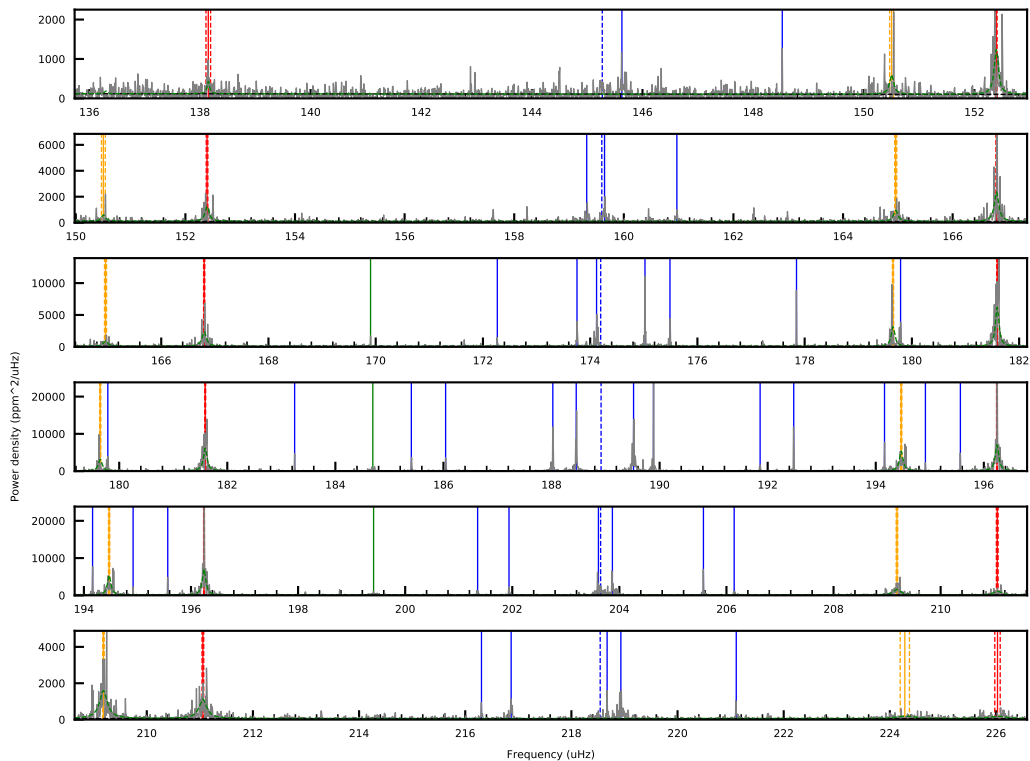 2000
1000
0
136 138 140 142 144 146 148 150 152
6000
4000
2000
0
150 152 154 156 158 160 162 164 166
10000
5000
0
166 168 170 172 174 176 178 180 182
20000
10000
0
180 182 184 186 188 190 192 194 196
20000
10000
0
194 196 198 200 202 204 206 208 210
4000
2000
0
210 212 214 216 218 220 222 224 226
Power density (ppm^2/uHz)
Frequency (uHz)